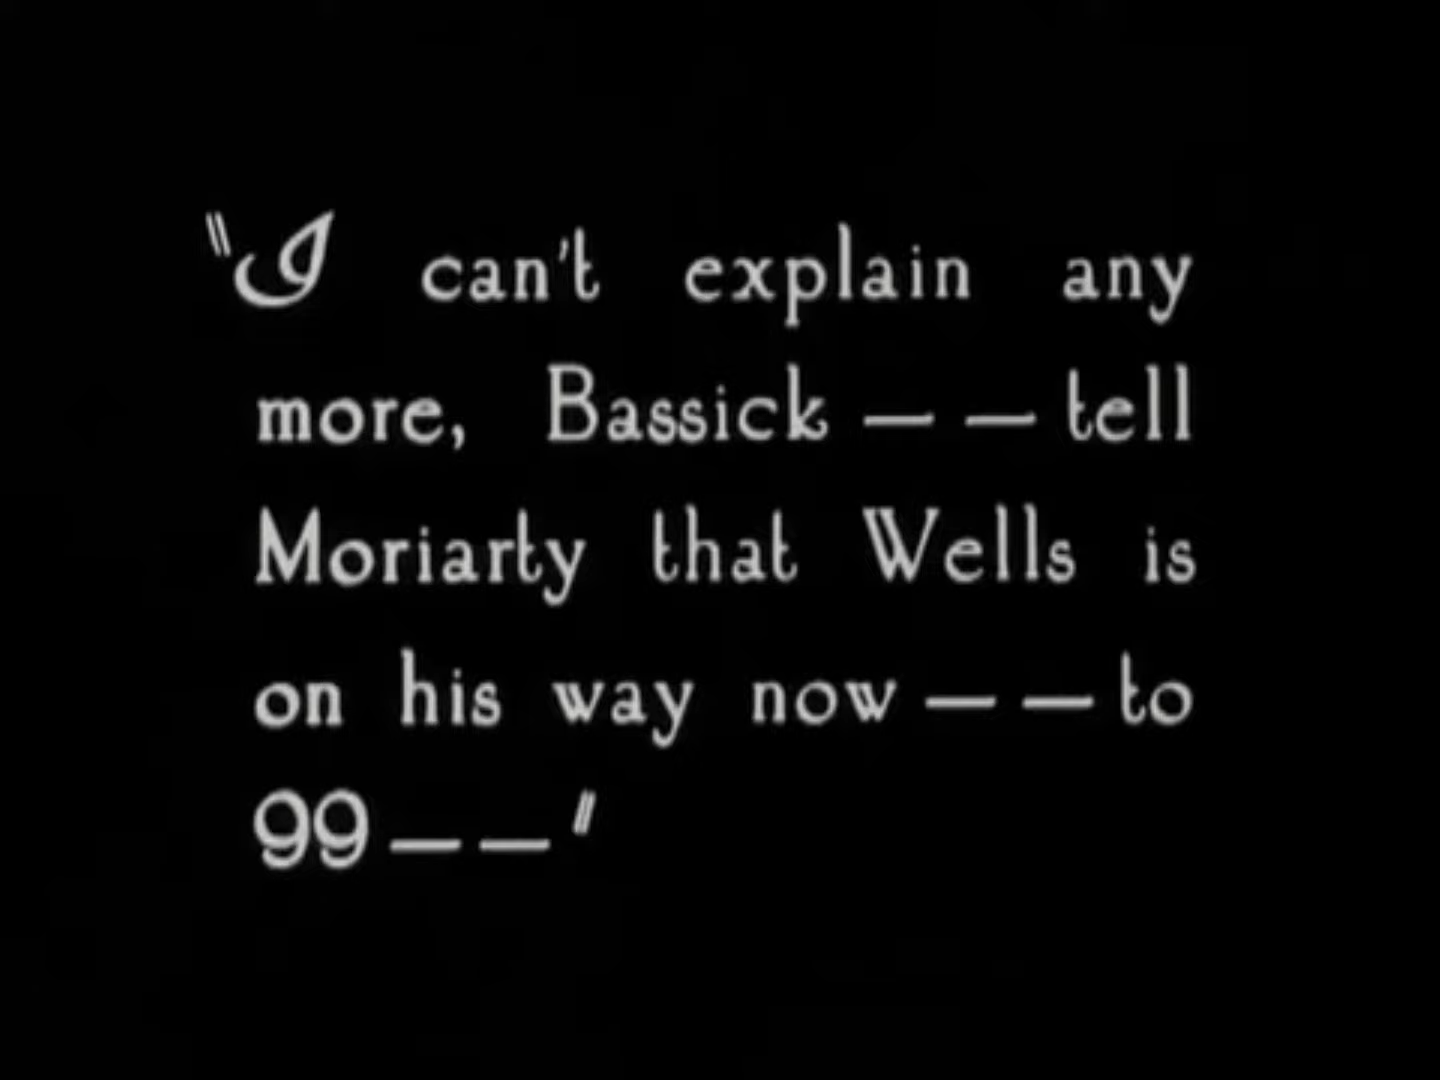 "I can't explain any
more, Bassick — — tell
Moriarty that Wells is
on his way now — — to
99 — — "